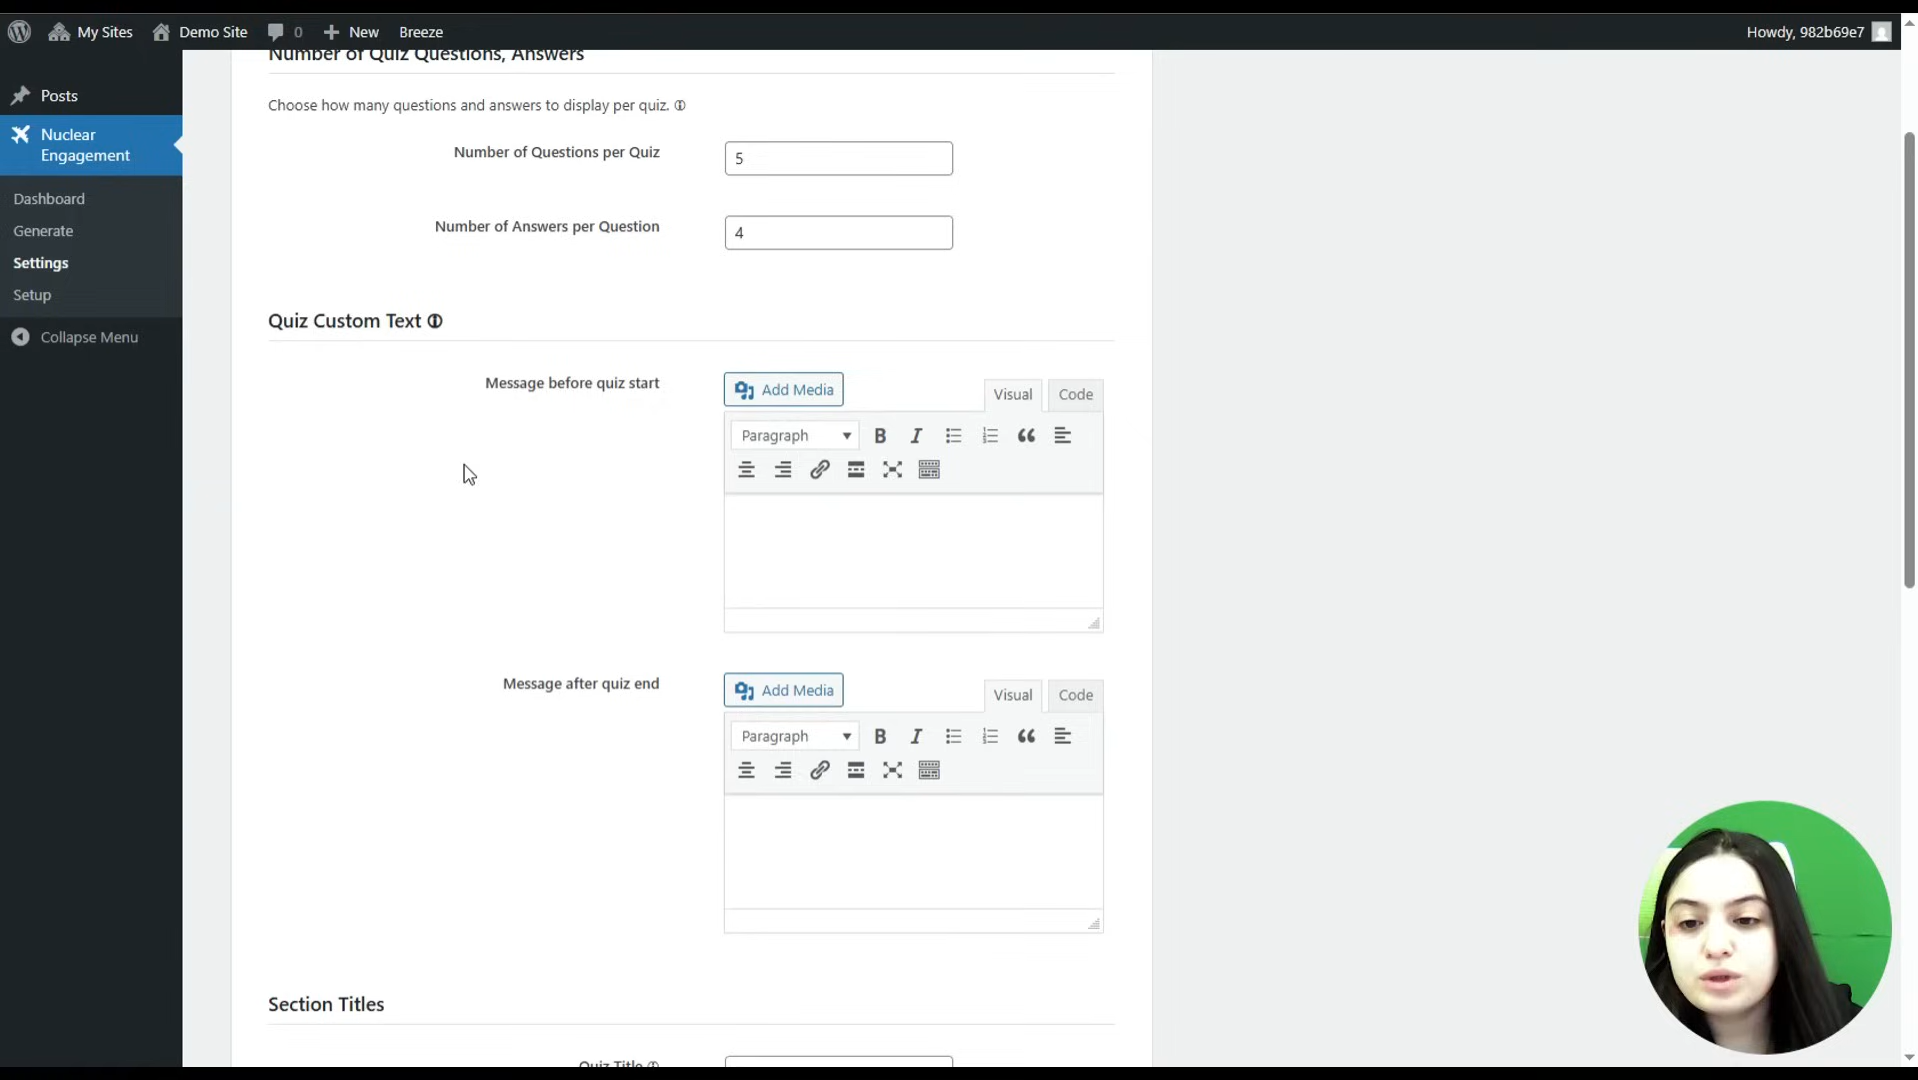 My Sites
Demo Site
0
New
Breeze
Howdy, 982b69e7
Posts
Nuclear
Engagement
Dashboard
Generate
Settings
Setup
Collapse Menu
Number of Quiz Questions, Answers
Choose how many questions and answers to display per quiz.
Number of Questions per Quiz
5
Number of Answers per Question
4
Quiz Custom Text
Message before quiz start
Add Media
Visual
Code
Paragraph
Message after quiz end
Add Media
Visual
Code
Paragraph
Section Titles
Quiz Title